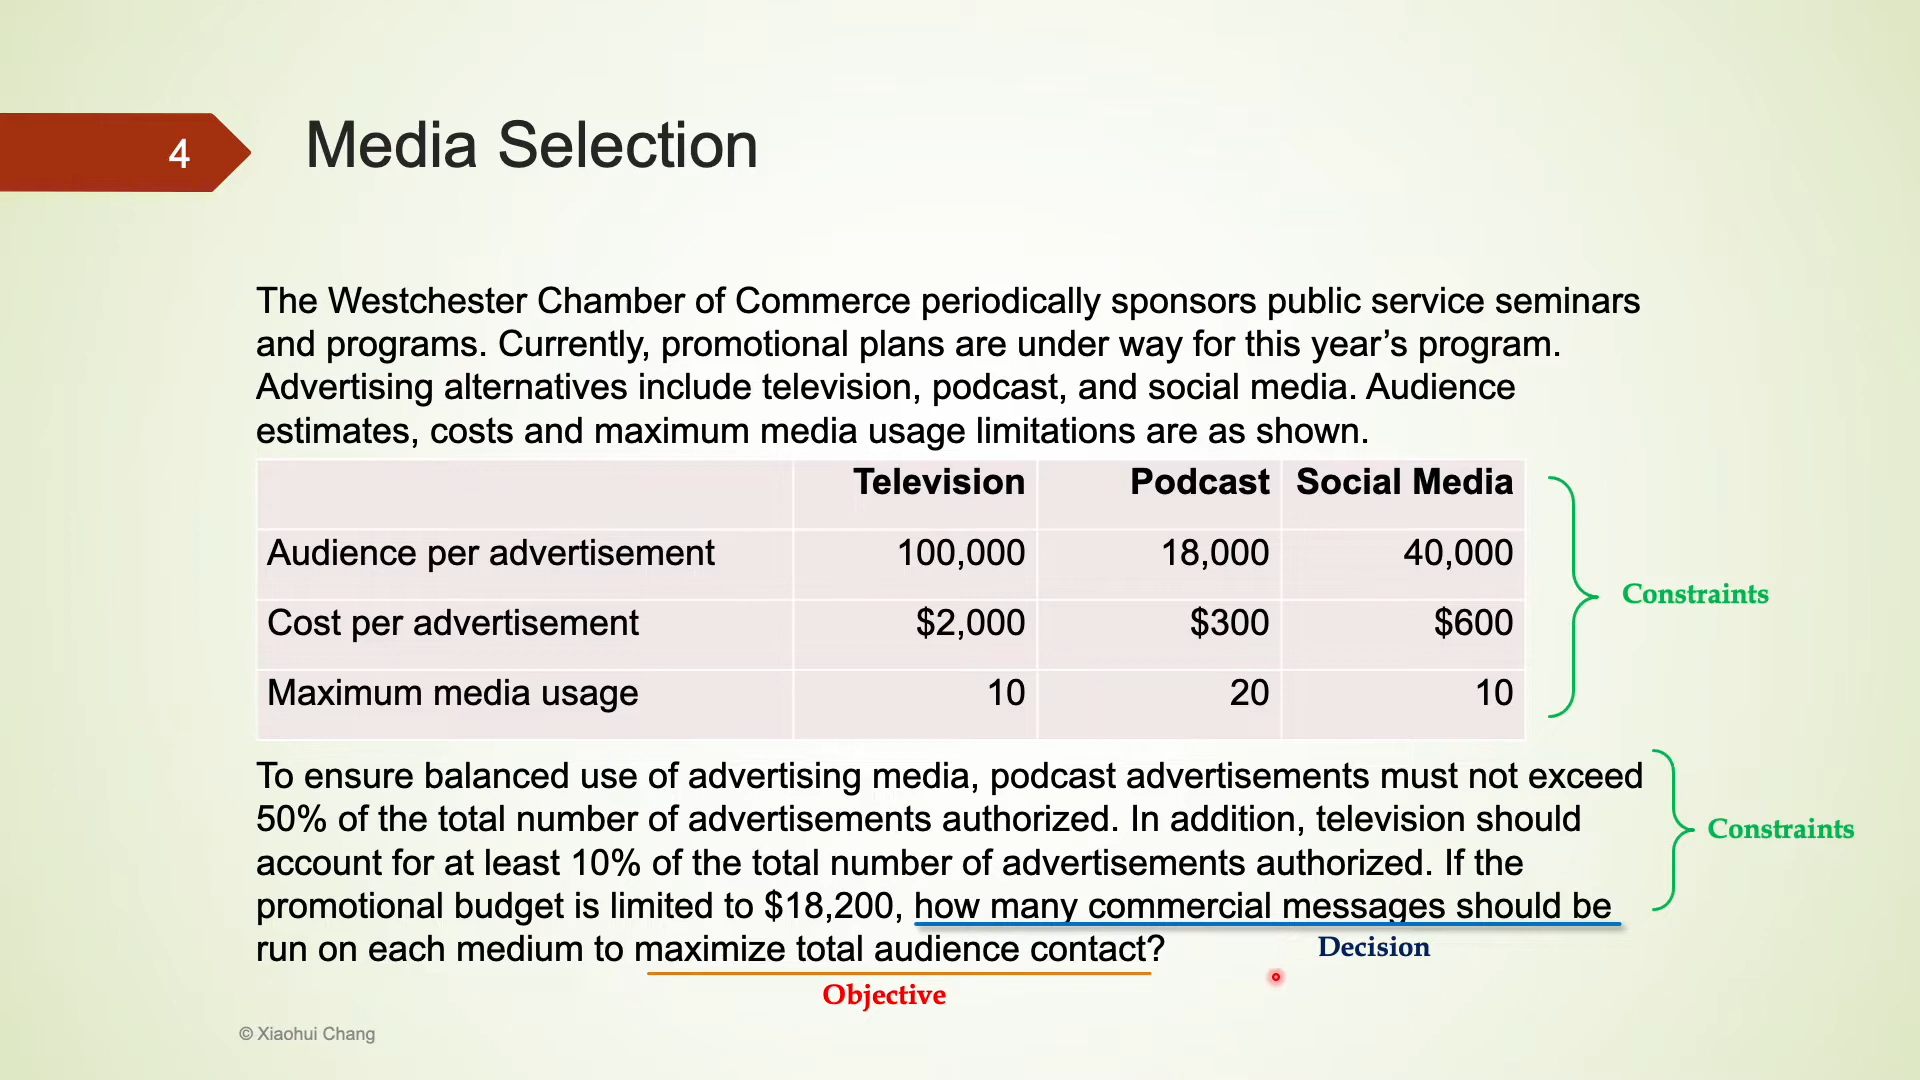 4
Media Selection
The Westchester Chamber of Commerce periodically sponsors public service seminars
and programs. Currently, promotional plans are under way for this year’s program.
Advertising alternatives include television, podcast, and social media. Audience
estimates, costs and maximum media usage limitations are as shown.
Television Podcast Social Media
Audience per advertisement 100,000 18,000 40,000
Cost per advertisement $2,000 $300 $600
Maximum media usage 10 20 10
Constraints
To ensure balanced use of advertising media, podcast advertisements must not exceed
50% of the total number of advertisements authorized. In addition, television should
account for at least 10% of the total number of advertisements authorized. If the
promotional budget is limited to $18,200, how many commercial messages should be
run on each medium to maximize total audience contact?
Constraints
Decision
Objective
© Xiaohui Chang